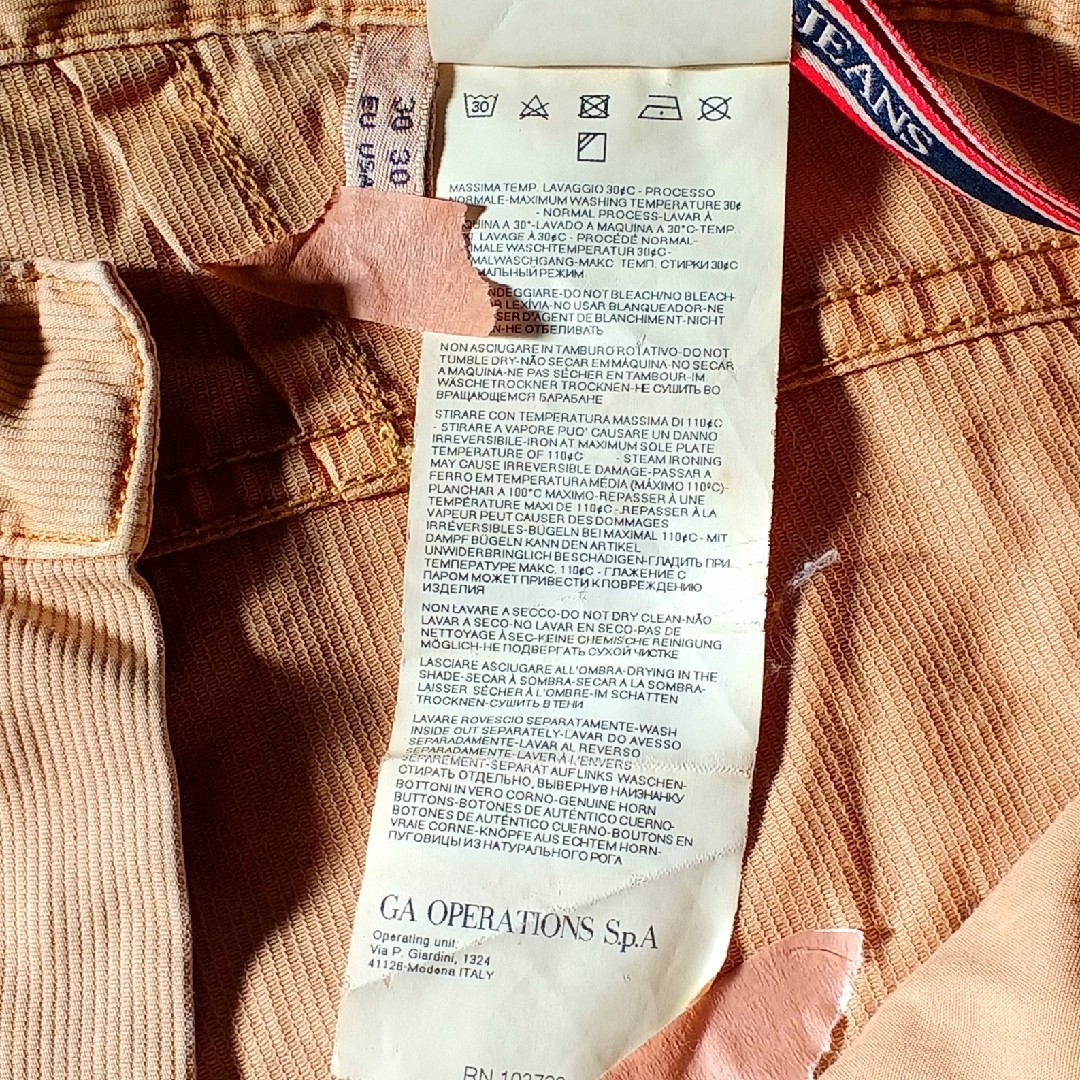 JEANS
30 30
EU USA
30
MASSIMA TEMP. LAVAGGIO 30¢C - PROCESSO
NORMALE-MAXIMUM WASHING TEMPERATURE 30¢
- NORMAL PROCESS-LAVAR À
QUINA A 30°-LAVADO A MAQUINA A 30°C-TEMP.
LAVAGE À 30¢C - PROCÉDÉ NORMAL-
MALE WASCHTEMPERATUR 30¢C-
MALWASCHGANG-МАКС. ТЕМП. СТИРКИ 30¢C
МАЛЬНЫЙ РЕЖИМ
NDEGGIARE-DO NOT BLEACH/NO BLEACH-
R LEXÍVIA-NO USAR BLANQUEADOR-NE
SER D'AGENT DE BLANCHIMENT-NICHT
N-НЕ ОТБЕЛИВАТЬ
NON ASCIUGARE IN TAMBURO ROTATIVO-DO NOT
TUMBLE DRY-NÃO SECAR EM MÁQUINA-NO SECAR
A MAQUINA-NE PAS SÉCHER EN TAMBOUR-IM
WÄSCHETROCKNER TROCKNEN-НЕ СУШИТЬ ВО
ВРАЩАЮЩЕМСЯ БАРАБАНЕ
STIRARE CON TEMPERATURA MASSIMA DI 110¢C
- STIRARE A VAPORE PUO' CAUSARE UN DANNO
IRREVERSIBILE-IRON AT MAXIMUM SOLE PLATE
TEMPERATURE OF 110¢C - STEAM IRONING
MAY CAUSE IRREVERSIBLE DAMAGE-PASSAR A
FERRO EM TEMPERATURA MÉDIA (MÁXIMO 110ºC)-
PLANCHAR A 100°C MAXIMO-REPASSER À UNE
TEMPÉRATURE MAXI DE 110¢C -.REPASSER À LA
VAPEUR PEUT CAUSER DES DOMMAGES
IRRÉVERSIBLES-BÜGELN BEI MAXIMAL 110¢C - MIT
DAMPF BÜGELN KANN DEN ARTIKEL
UNWIDERBRINGLICH BESCHÄDIGEN-ГЛАДИТЬ ПРИ
ТЕМПЕРАТУРЕ МАКС. 110¢C - ГЛАЖЕНИЕ С
ПАРОМ МОЖЕТ ПРИВЕСТИ К ПОВРЕЖДЕНИЮ
ИЗДЕЛИЯ
NON LAVARE A SECCO-DO NOT DRY CLEAN-NÃO
LAVAR A SECO-NO LAVAR EN SECO-PAS DE
NETTOYAGE À SEC-KEINE CHEMISCHE REINIGUNG
MÖGLICH-НЕ ПОДВЕРГАТЬ СУХОЙ ЧИСТКЕ
LASCIARE ASCIUGARE ALL'OMBRA-DRYING IN THE
SHADE-SECAR À SOMBRA-SECAR A LA SOMBRA-
LAISSER SÉCHER À L'OMBRE-IM SCHATTEN
TROCKNEN-СУШИТЬ В ТЕНИ
LAVARE ROVESCIO SEPARATAMENTE-WASH
INSIDE OUT SEPARATELY-LAVAR DO AVESSO
SEPARADAMENTE-LAVAR AL REVERSO
SEPARADAMENTE-LAVER À L'ENVERS
SÉPARÉMENT-SEPARAT AUF LINKS WASCHEN-
СТИРАТЬ ОТДЕЛЬНО, ВЫВЕРНУВ НАИЗНАНКУ
BOTTONI IN VERO CORNO-GENUINE HORN
BUTTONS-BOTONES DE AUTÉNTICO CUERNO-
BOTONES DE AUTÉNTICO CUERNO-BOUTONS EN
VRAIE CORNE-KNÖPFE AUS ECHTEM HORN-
ПУГОВИЦЫ ИЗ НАТУРАЛЬНОГО РОГА
GA OPERATIONS S.p.A
Operating unit:
Via P. Giardini, 1324
41126-Modena ITALY
RN